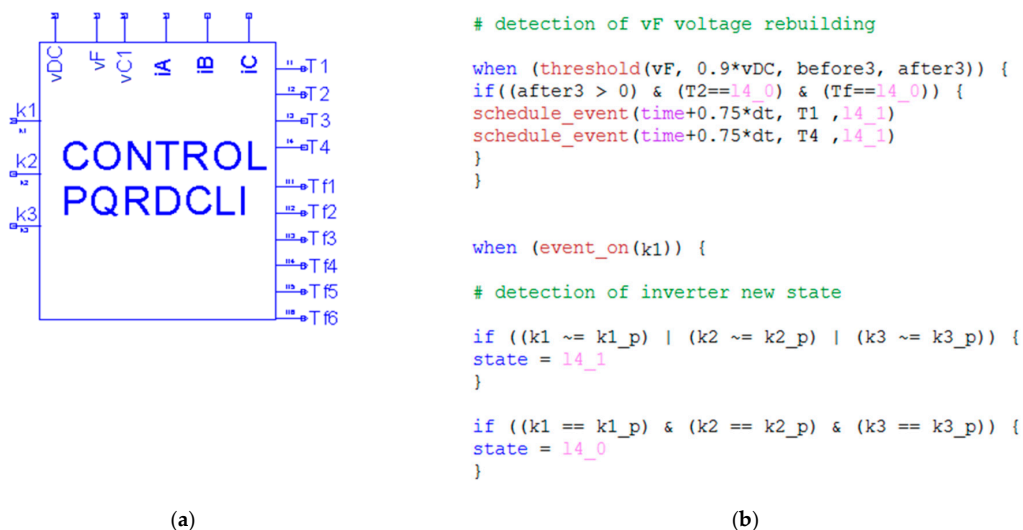 vDC
vF
vC1
iA
iB
iC
k1
k2
k3
CONTROL
PQRDCLI
T1
T2
T3
T4
Tf1
Tf2
Tf3
Tf4
Tf5
Tf6
(a)
# detection of vF voltage rebuilding
when (threshold(vF, 0.9*vDC, before3, after3)) {
if((after3 > 0) & (T2==l4_0) & (Tf==l4_0)) {
schedule_event(time+0.75*dt, T1 ,l4_1)
schedule_event(time+0.75*dt, T4 ,l4_1)
}
}
when (event_on(k1)) {
# detection of inverter new state
if ((k1 ~= k1_p) | (k2 ~= k2_p) | (k3 ~= k3_p)) {
state = l4_1
}
if ((k1 == k1_p) & (k2 == k2_p) & (k3 == k3_p)) {
state = l4_0
}
(b)